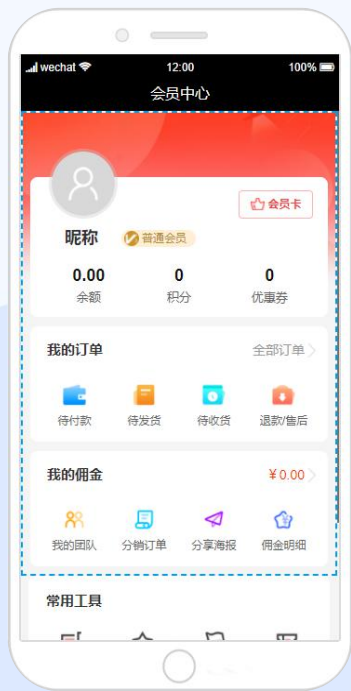 wechat 12:00 100%
会员中心
会员卡
昵称 普通会员
0.00 0 0
余额 积分 优惠券
我的订单 全部订单
待付款 待发货 待收货 退款/售后
我的佣金 ¥0.00
我的团队 分销订单 分享海报 佣金明细
常用工具